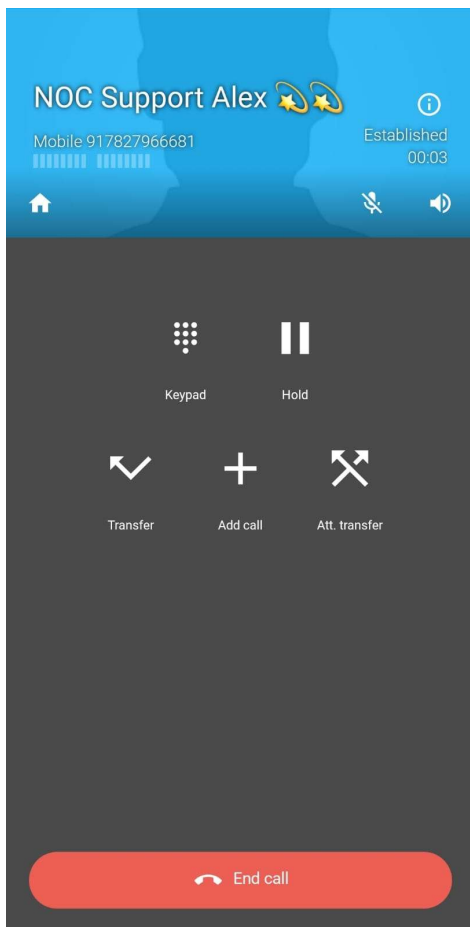 NOC Support Alex 💫💫
Mobile 917827966681
Established
00:03
Keypad
Hold
Transfer
Add call
Att. transfer
End call